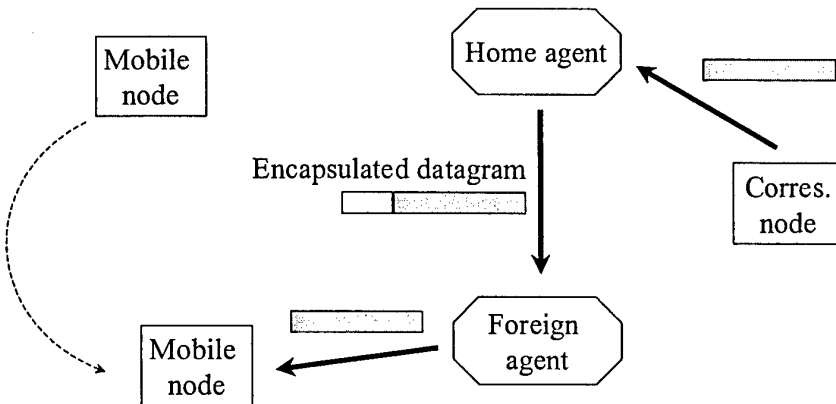 Mobile
node
Home agent
Encapsulated datagram
Corres.
node
Foreign
agent
Mobile
node